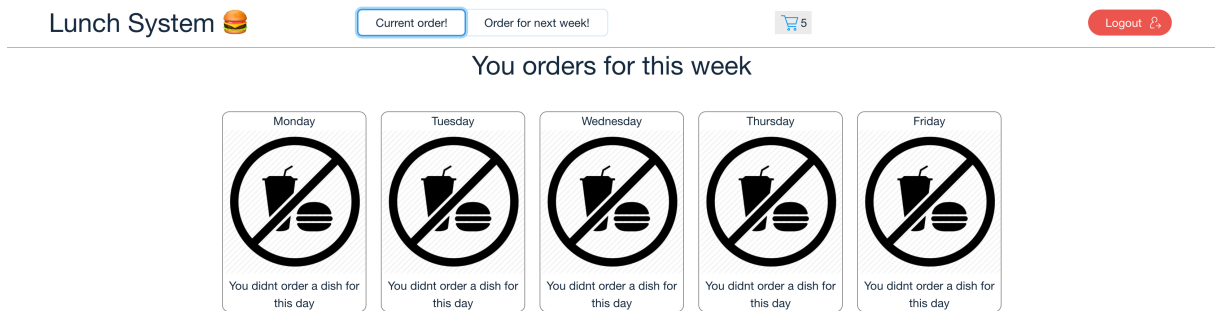 Lunch System 🍔
Current order!
Order for next week!
5
Logout
You orders for this week
Monday
You didnt order a dish for
this day
Tuesday
You didnt order a dish for
this day
Wednesday
You didnt order a dish for
this day
Thursday
You didnt order a dish for
this day
Friday
You didnt order a dish for
this day